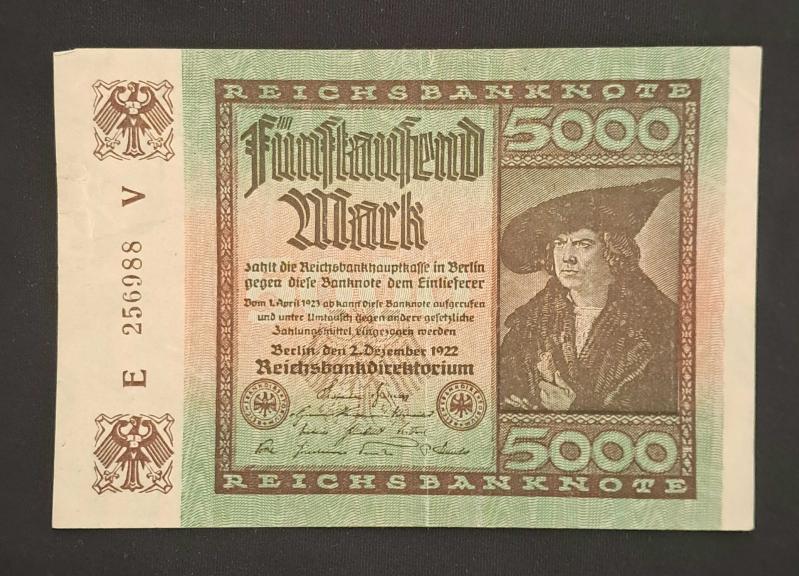 REICHSBANKNOTE
5000
Fünftausend
Mark
zahlt die Reichsbankhauptkasse in Berlin
gegen diese Banknote dem Einlieferer
Vom 1. April 1923 ab kann diese Banknote aufgerufen
und unter Umtausch gegen andere gesetzliche
Zahlungsmittel eingezogen werden
Berlin, den 2. Dezember 1922
Reichsbankdirektorium
5000
REICHSBANKNOTE
E 256988 V